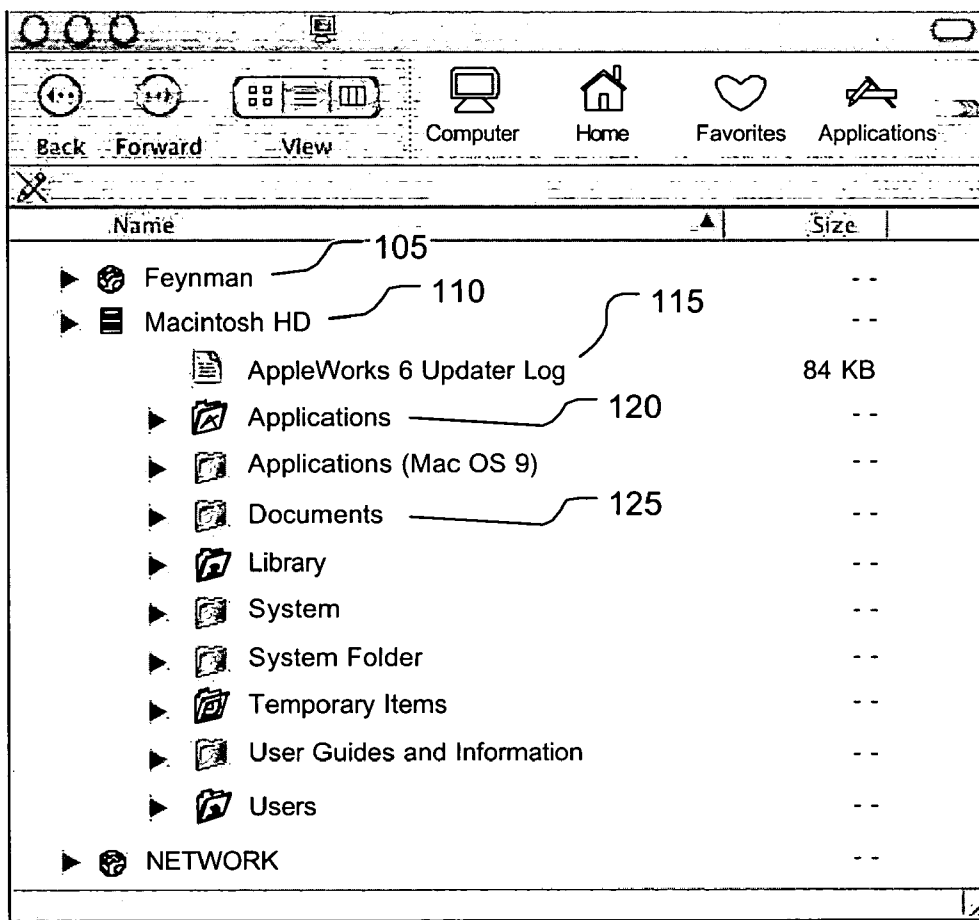 Back Forward View Computer Home Favorites Applications
Name Size
Feynman 105 - -
Macintosh HD 110 - -
AppleWorks 6 Updater Log 115 84 KB
Applications 120 - -
Applications (Mac OS 9) - -
Documents 125 - -
Library - -
System - -
System Folder - -
Temporary Items - -
User Guides and Information - -
Users - -
NETWORK - -